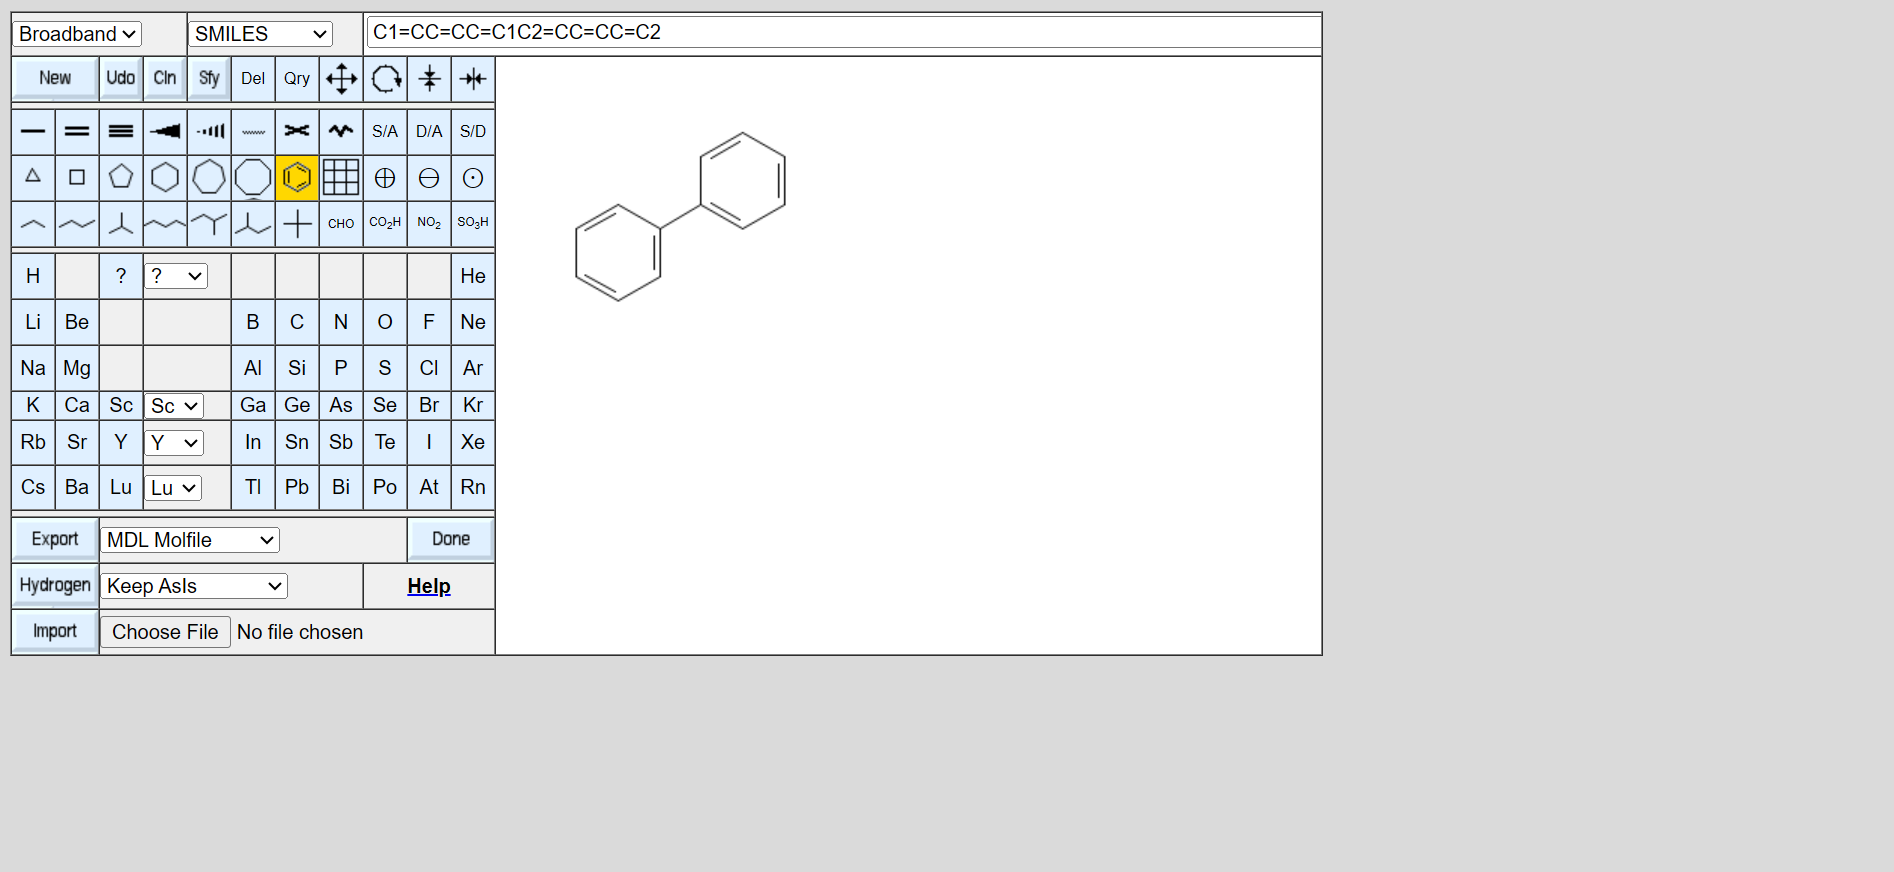 Broadband SMILES C1=CC=CC=C1C2=CC=CC=C2
New Udo Cln Sfy Del Qry
S/A D/A S/D
CHO CO2H NO2 SO3H
H ? ? He
Li Be B C N O F Ne
Na Mg Al Si P S Cl Ar
K Ca Sc Sc Ga Ge As Se Br Kr
Rb Sr Y Y In Sn Sb Te I Xe
Cs Ba Lu Lu Tl Pb Bi Po At Rn
Export MDL Molfile Done
Hydrogen Keep AsIs Help
Import Choose File No file chosen